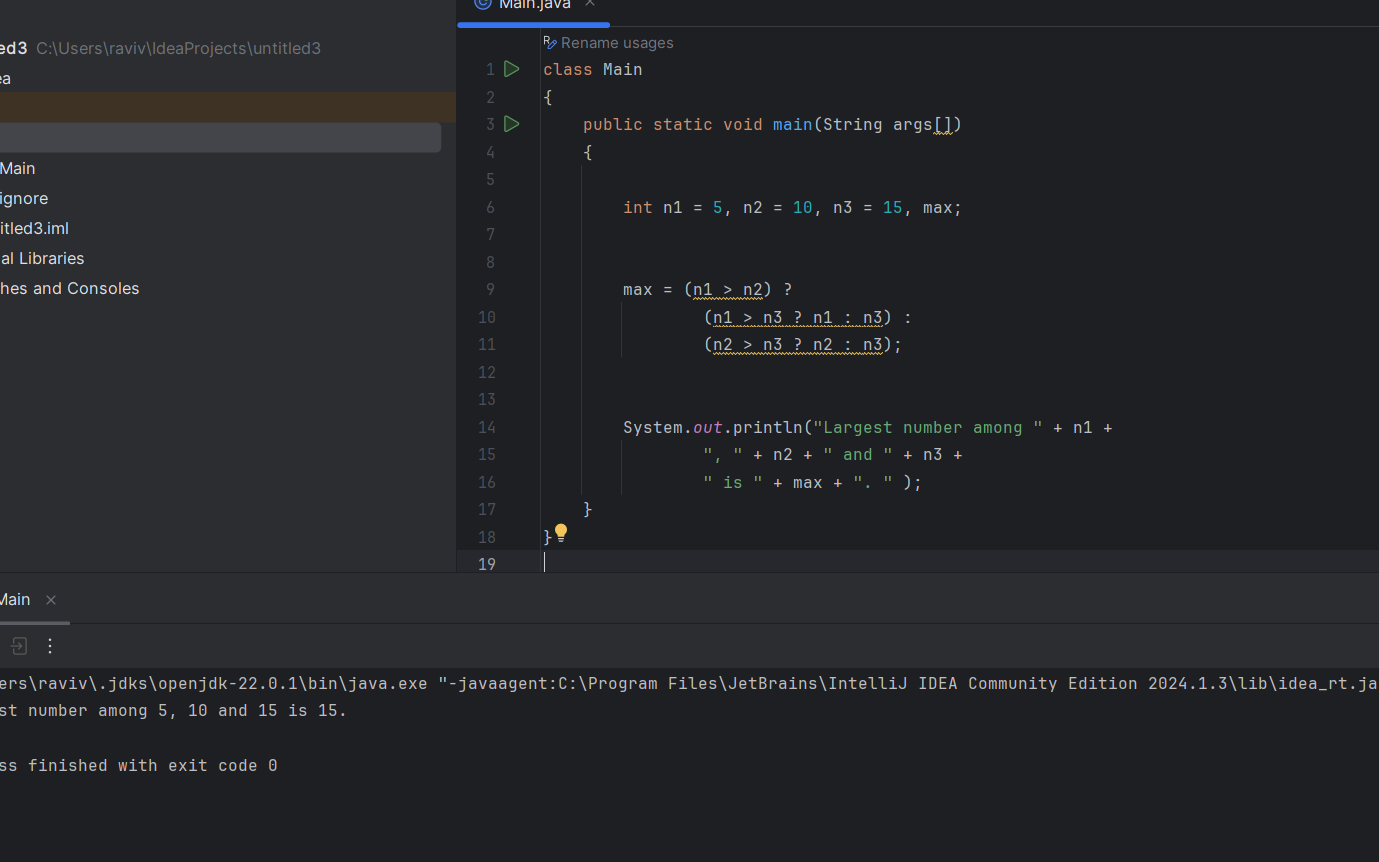 Main.java
ed3 C:\Users\raviv\IdeaProjects\untitled3
ea
Main
ignore
itled3.iml
al Libraries
hes and Consoles
Rename usages
1 class Main
2 {
3 public static void main(String args[])
4 {
5
6 int n1 = 5, n2 = 10, n3 = 15, max;
7
8
9 max = (n1 > n2) ?
10 (n1 > n3 ? n1 : n3) :
11 (n2 > n3 ? n2 : n3);
12
13
14 System.out.println("Largest number among " + n1 +
15 ", " + n2 + " and " + n3 +
16 " is " + max + ". " );
17 }
18 }
19
Main
ers\raviv\.jdks\openjdk-22.0.1\bin\java.exe "-javaagent:C:\Program Files\JetBrains\IntelliJ IDEA Community Edition 2024.1.3\lib\idea_rt.ja
st number among 5, 10 and 15 is 15.
ss finished with exit code 0